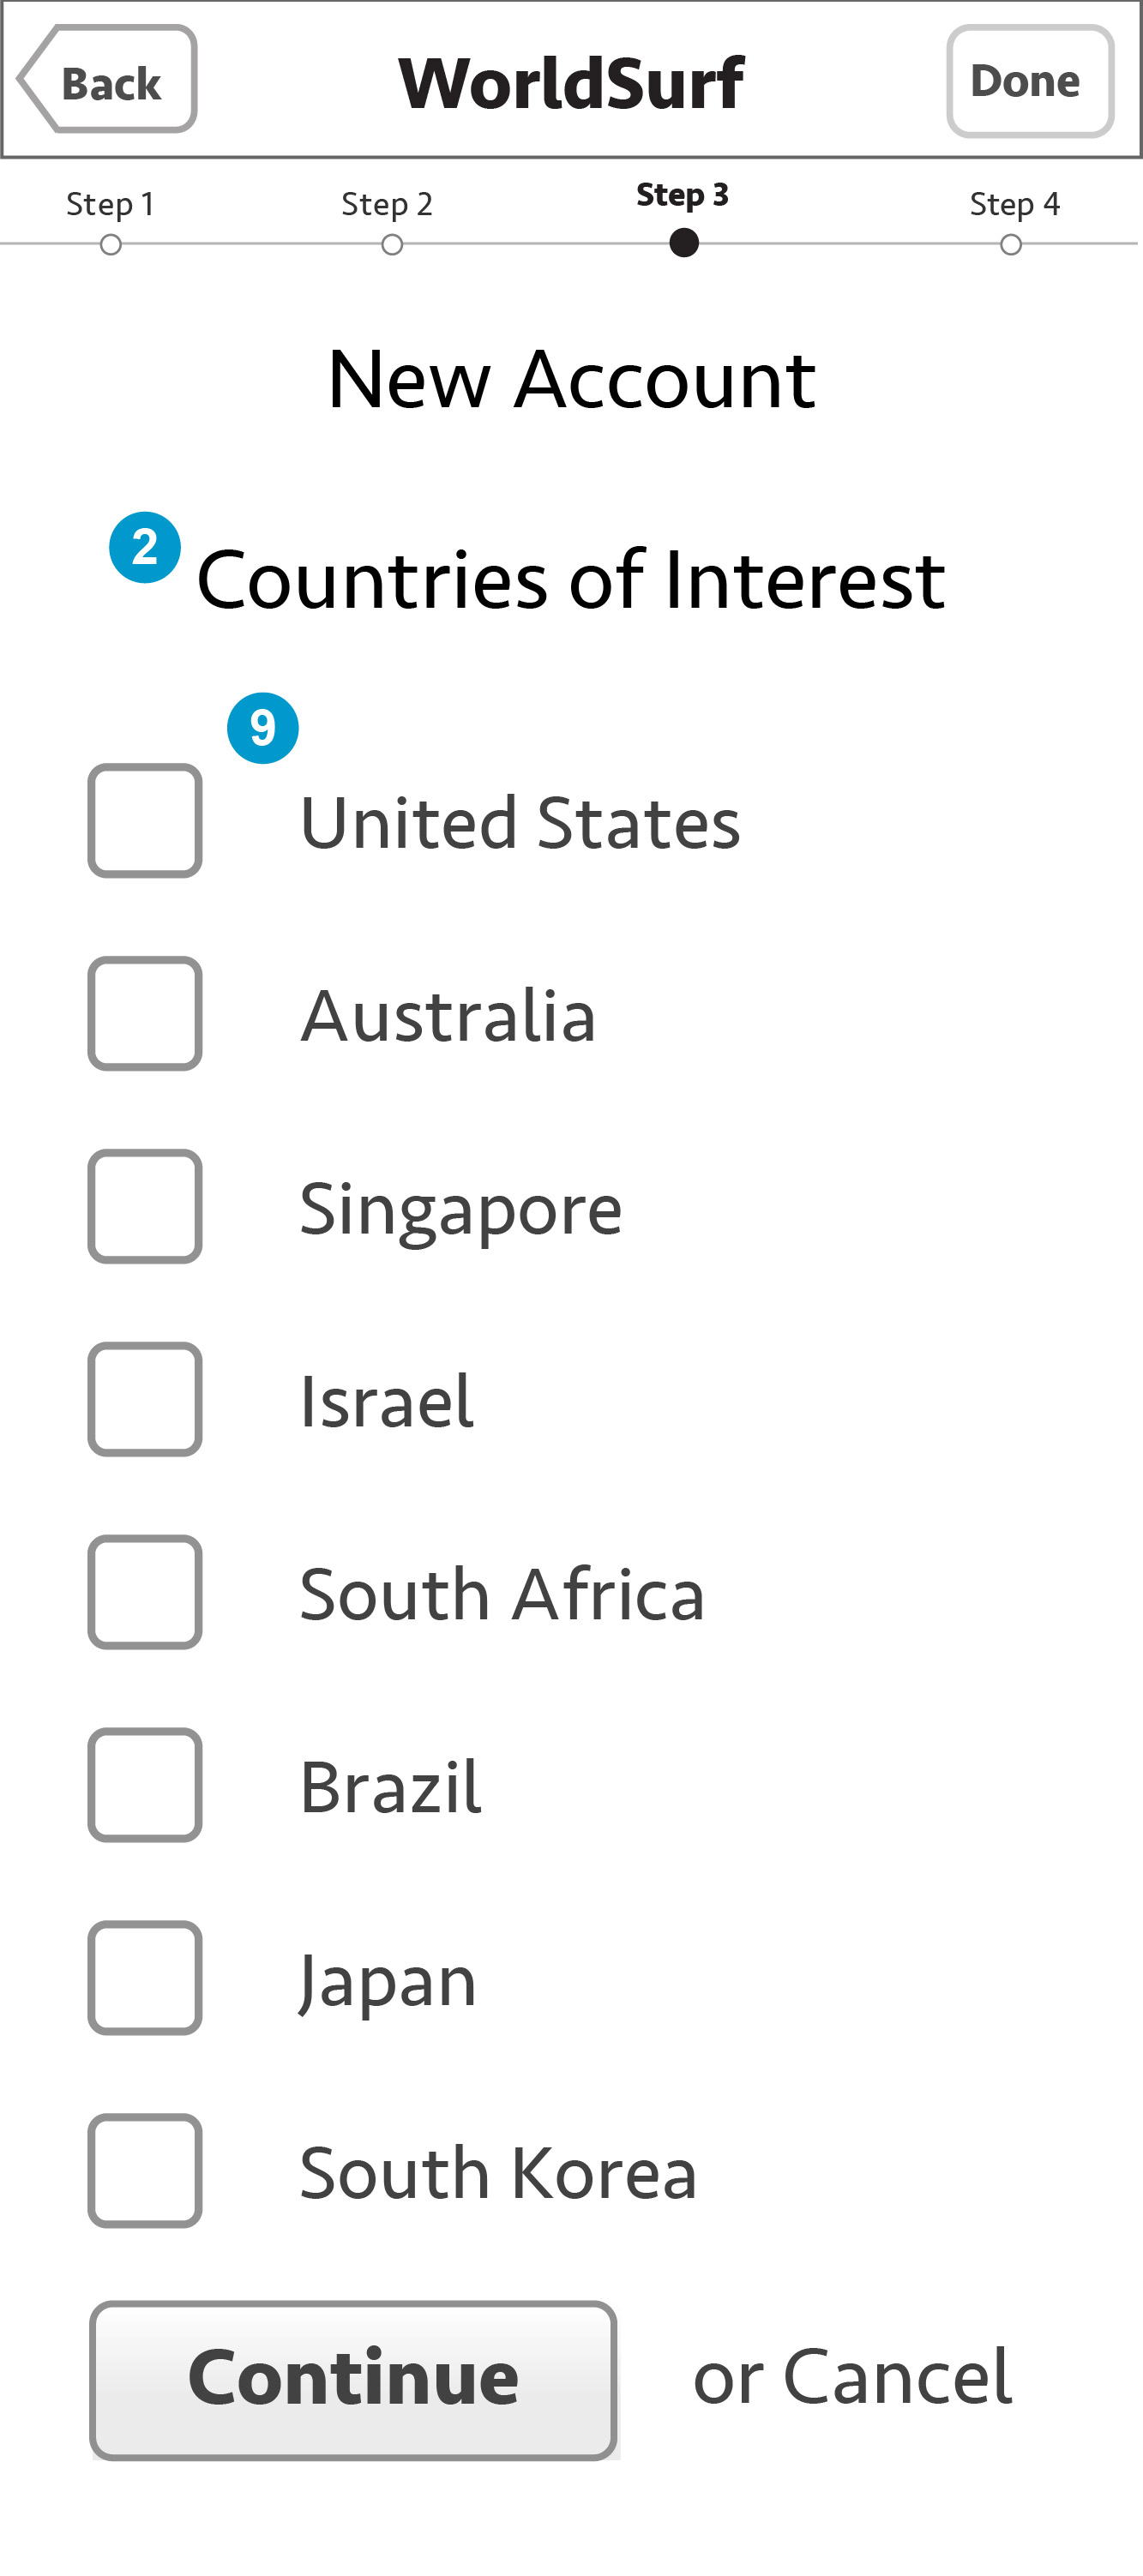 Back WorldSurf Done
Step 1 Step 2 Step 3 Step 4
New Account
2 Countries of Interest
9
United States
Australia
Singapore
Israel
South Africa
Brazil
Japan
South Korea
Continue or Cancel